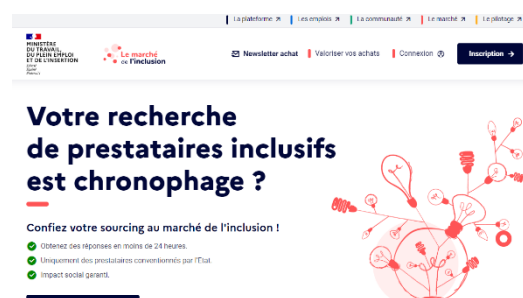 La plateforme
Les emplois
La communauté
Le marché
Le pilotage
MINISTÈRE
DU TRAVAIL,
DU PLEIN EMPLOI
ET DE L'INSERTION
Le marché
de l'inclusion
Newsletter achat
Valoriser vos achats
Connexion
Inscription →
Votre recherche
de prestataires inclusifs
est chronophage ?
Confiez votre sourcing au marché de l'inclusion !
Obtenez des réponses en moins de 24 heures.
Uniquement des prestataires conventionnés par l'État.
Impact social garanti.